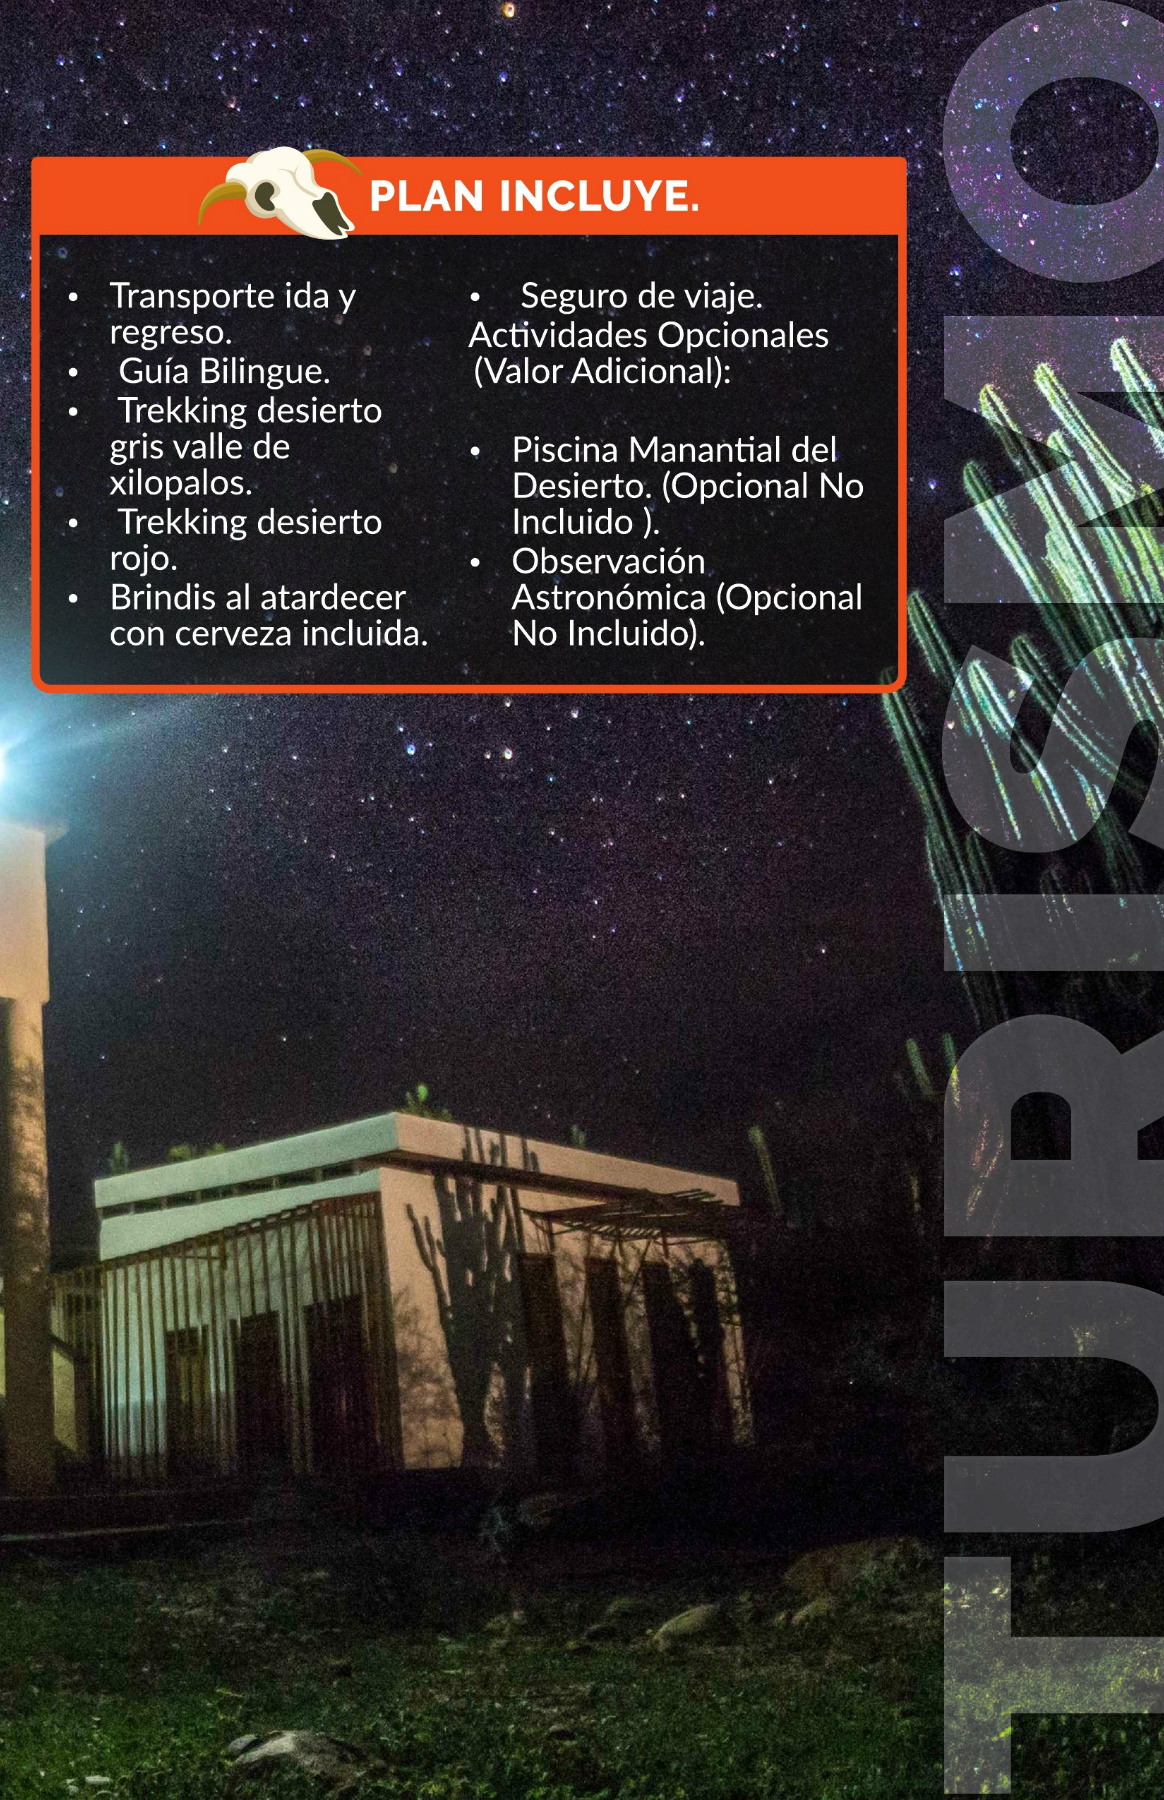 PLAN INCLUYE.
• Transporte ida y
regreso.
• Guía Bilingue.
• Trekking desierto
gris valle de
xilopalos.
• Trekking desierto
rojo.
• Brindis al atardecer
con cerveza incluida.
• Seguro de viaje.
Actividades Opcionales
(Valor Adicional):
• Piscina Manantial del
Desierto. (Opcional No
Incluido ).
• Observación
Astronómica (Opcional
No Incluido).
TURISMO